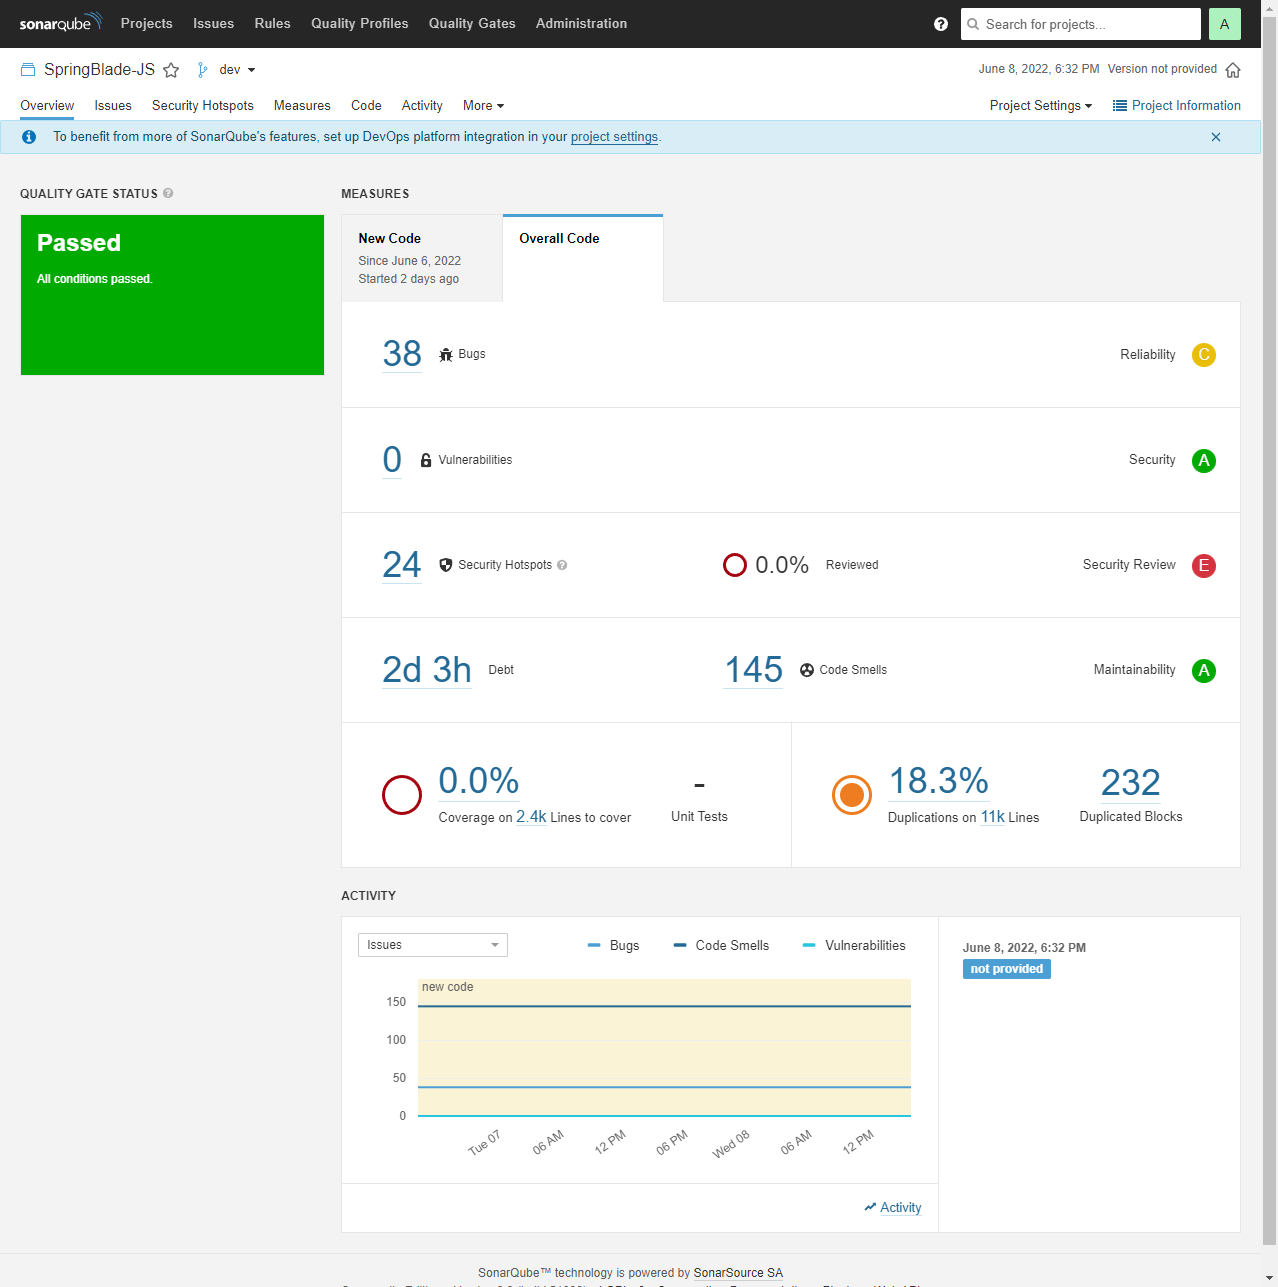 sonarqube Projects Issues Rules Quality Profiles Quality Gates Administration ? Search for projects... A
SpringBlade-JS dev June 8, 2022, 6:32 PM Version not provided
Overview Issues Security Hotspots Measures Code Activity More Project Settings Project Information
To benefit from more of SonarQube's features, set up DevOps platform integration in your project settings.
QUALITY GATE STATUS ?
Passed
All conditions passed.
MEASURES
New Code
Since June 6, 2022
Started 2 days ago
Overall Code
38 Bugs Reliability C
0 Vulnerabilities Security A
24 Security Hotspots ? 0.0% Reviewed Security Review E
2d 3h Debt 145 Code Smells Maintainability A
0.0%
Coverage on 2.4k Lines to cover
-
Unit Tests
18.3%
Duplications on 11k Lines
232
Duplicated Blocks
ACTIVITY
Issues Bugs Code Smells Vulnerabilities
new code
150
100
50
0
Tue 07 06 AM 12 PM 06 PM Wed 08 06 AM 12 PM
Activity
June 8, 2022, 6:32 PM
not provided
SonarQube™ technology is powered by SonarSource SA